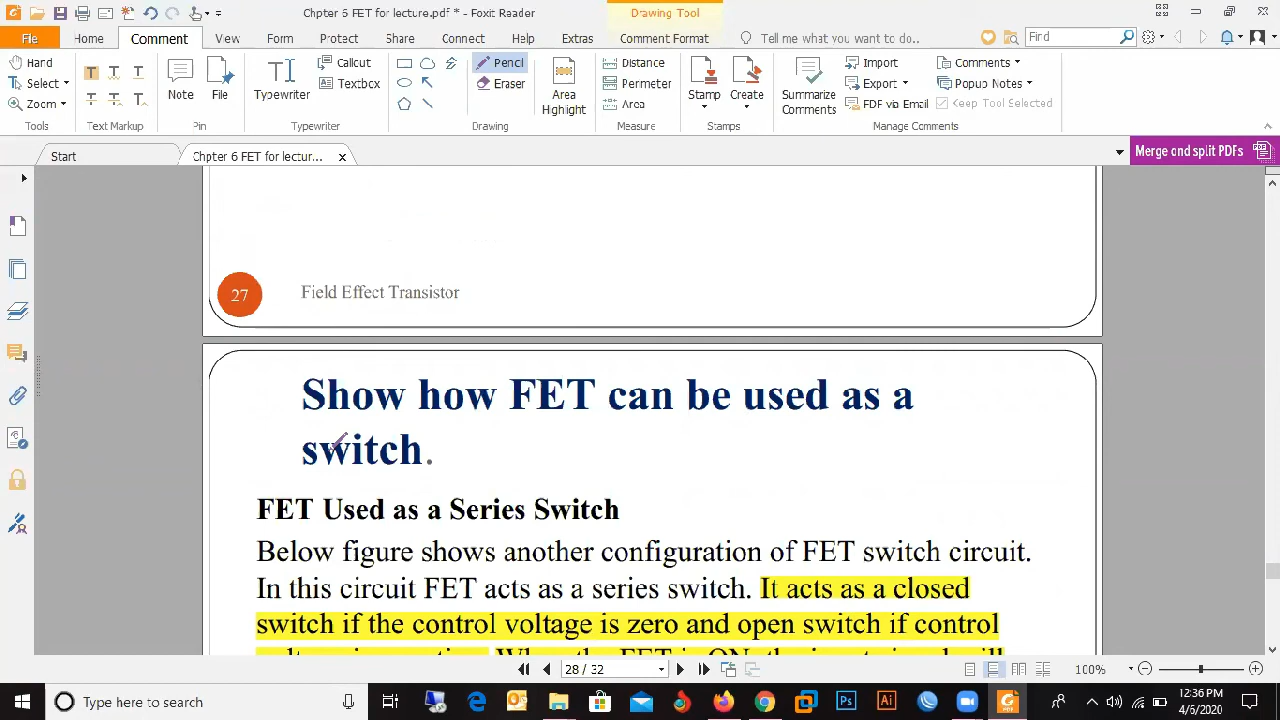 Chpter 6 FET for lecture.pdf * - Foxit Reader
Drawing Tool
File
Home
Comment
View
Form
Protect
Share
Connect
Help
Extras
Comment Format
Tell me what you want to do..
Find
Hand
Select
Zoom
Note
File
Typewriter
Callout
Textbox
Pencil
Eraser
Area
Highlight
Distance
Perimeter
Area
Stamp
Create
Summarize
Comments
Import
Export
FDF via Email
Comments
Popup Notes
Keep Tool Selected
Tools
Text Markup
Pin
Typewriter
Drawing
Measure
Stamps
Manage Comments
Start
Chpter 6 FET for lectur...
Merge and split PDFs
27
Field Effect Transistor
Show how FET can be used as a
switch.
FET Used as a Series Switch
Below figure shows another configuration of FET switch circuit.
In this circuit FET acts as a series switch. It acts as a closed
switch if the control voltage is zero and open switch if control
28 / 32
100%
Type here to search
12:36 PM
4/5/2020